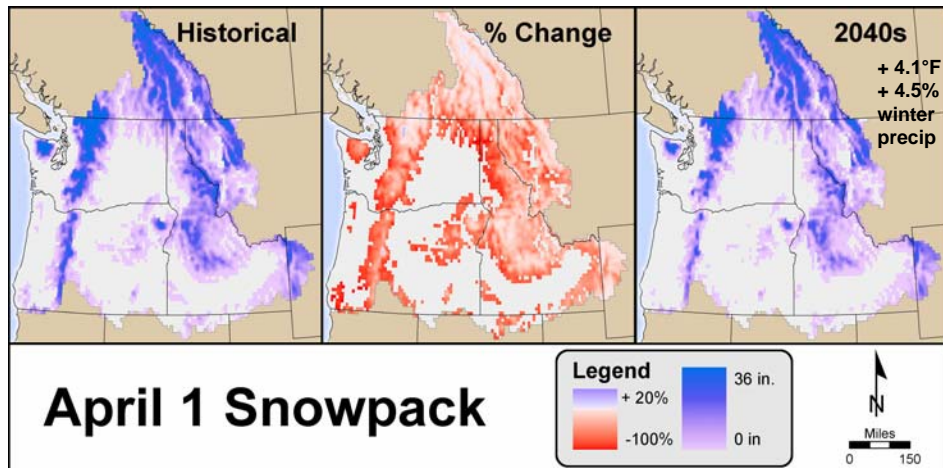 Historical
% Change
2040s
+ 4.1°F
+ 4.5%
winter
precip
April 1 Snowpack
Legend
+ 20%
-100%
36 in.
0 in
N
Miles
0 150